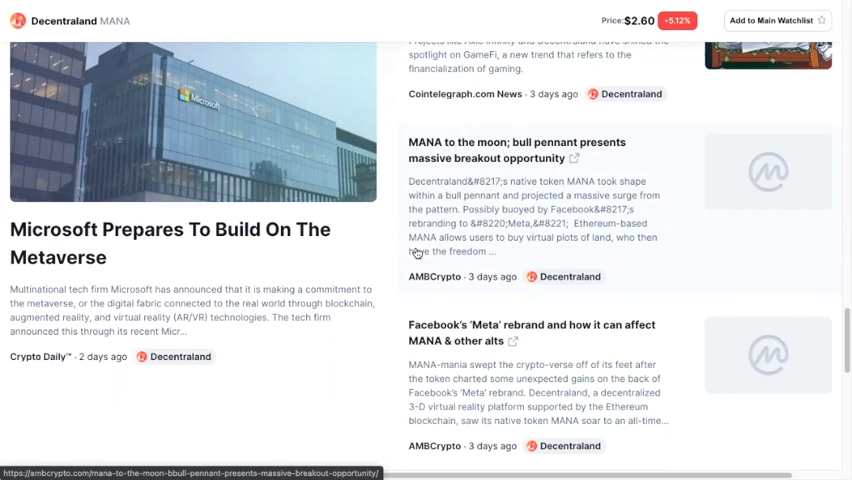 Decentraland MANA
Price: $2.60 -5.12% Add to Main Watchlist
Microsoft
Microsoft Prepares To Build On The
Metaverse
Multinational tech firm Microsoft has announced that it is making a commitment to
the metaverse, or the digital fabric connected to the real world through blockchain,
augmented reality, and virtual reality (AR/VR) technologies. The tech firm
announced this through its recent Micr...
Crypto Daily™ · 2 days ago Decentraland
Projects like Axie Infinity and Decentraland have shined the
spotlight on GameFi, a new trend that refers to the
financialization of gaming.
Cointelegraph.com News · 3 days ago Decentraland
MANA to the moon; bull pennant presents
massive breakout opportunity
Decentraland&#8217;s native token MANA took shape
within a bull pennant and projected a massive surge from
the pattern. Possibly buoyed by Facebook&#8217;s
rebranding to &#8220;Meta,&#8221; Ethereum-based
MANA allows users to buy virtual plots of land, who then
have the freedom ...
AMBCrypto · 3 days ago Decentraland
Facebook's 'Meta' rebrand and how it can affect
MANA & other alts
MANA-mania swept the crypto-verse off of its feet after
the token charted some unexpected gains on the back of
Facebook's 'Meta' rebrand. Decentraland, a decentralized
3-D virtual reality platform supported by the Ethereum
blockchain, saw its native token MANA soar to an all-time...
AMBCrypto · 3 days ago Decentraland
https://ambcrypto.com/mana-to-the-moon-bbull-pennant-presents-massive-breakout-opportunity/